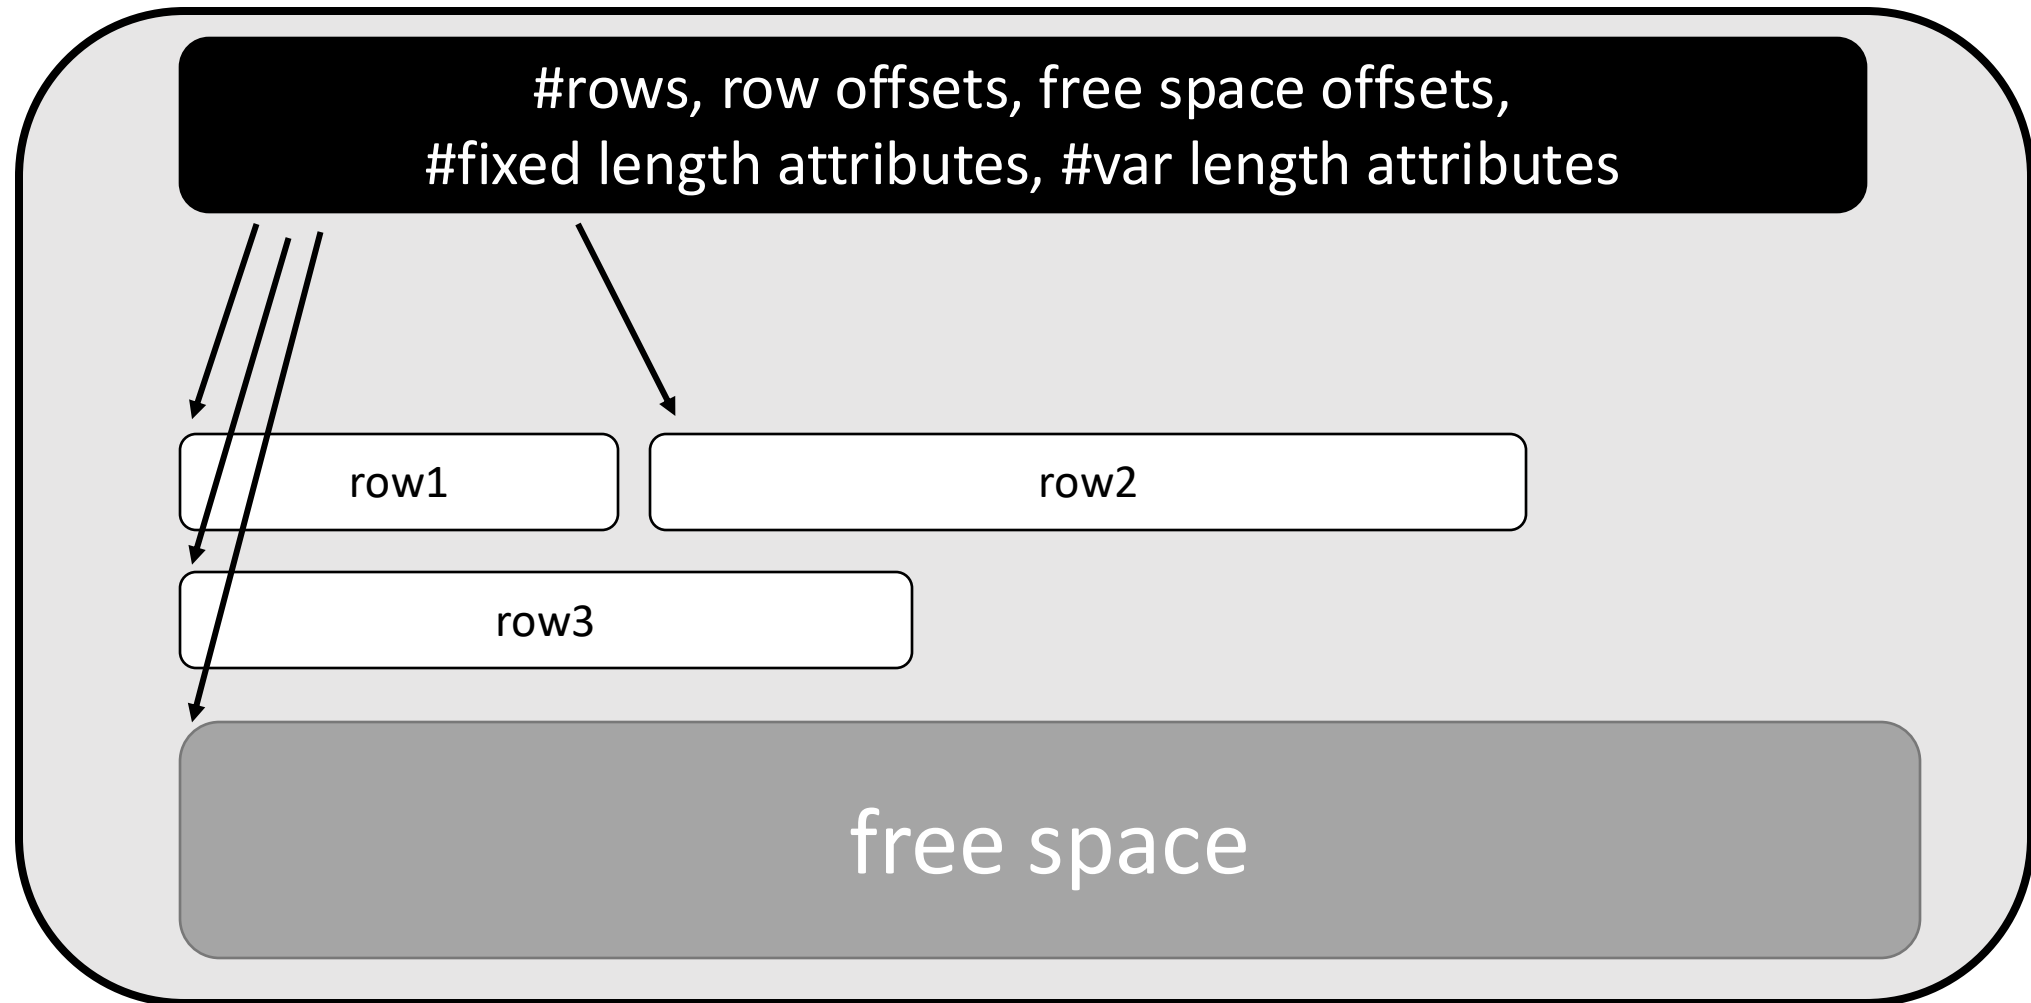 #rows, row offsets, free space offsets,
#fixed length attributes, #var length attributes
row1
row2
row3
free space